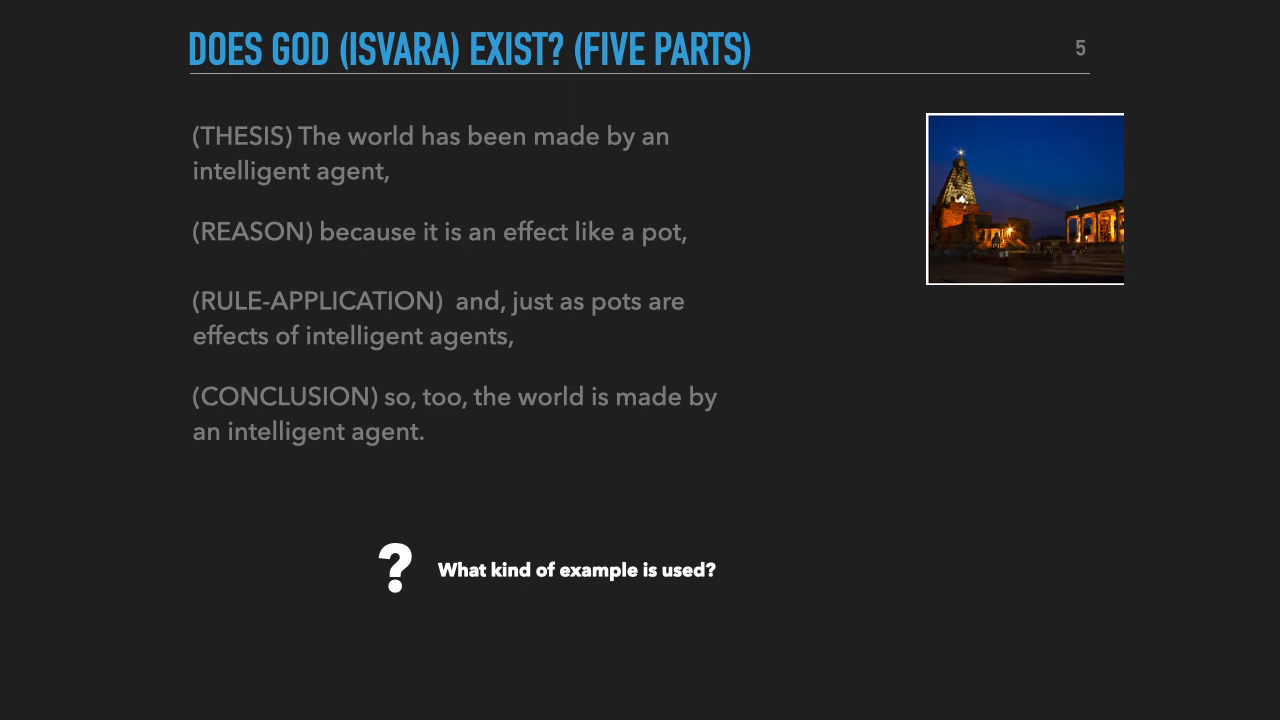 DOES GOD (ISVARA) EXIST? (FIVE PARTS)
5
(THESIS) The world has been made by an
intelligent agent,
(REASON) because it is an effect like a pot,
(RULE-APPLICATION)  and, just as pots are
effects of intelligent agents,
(CONCLUSION) so, too, the world is made by
an intelligent agent.
?
What kind of example is used?